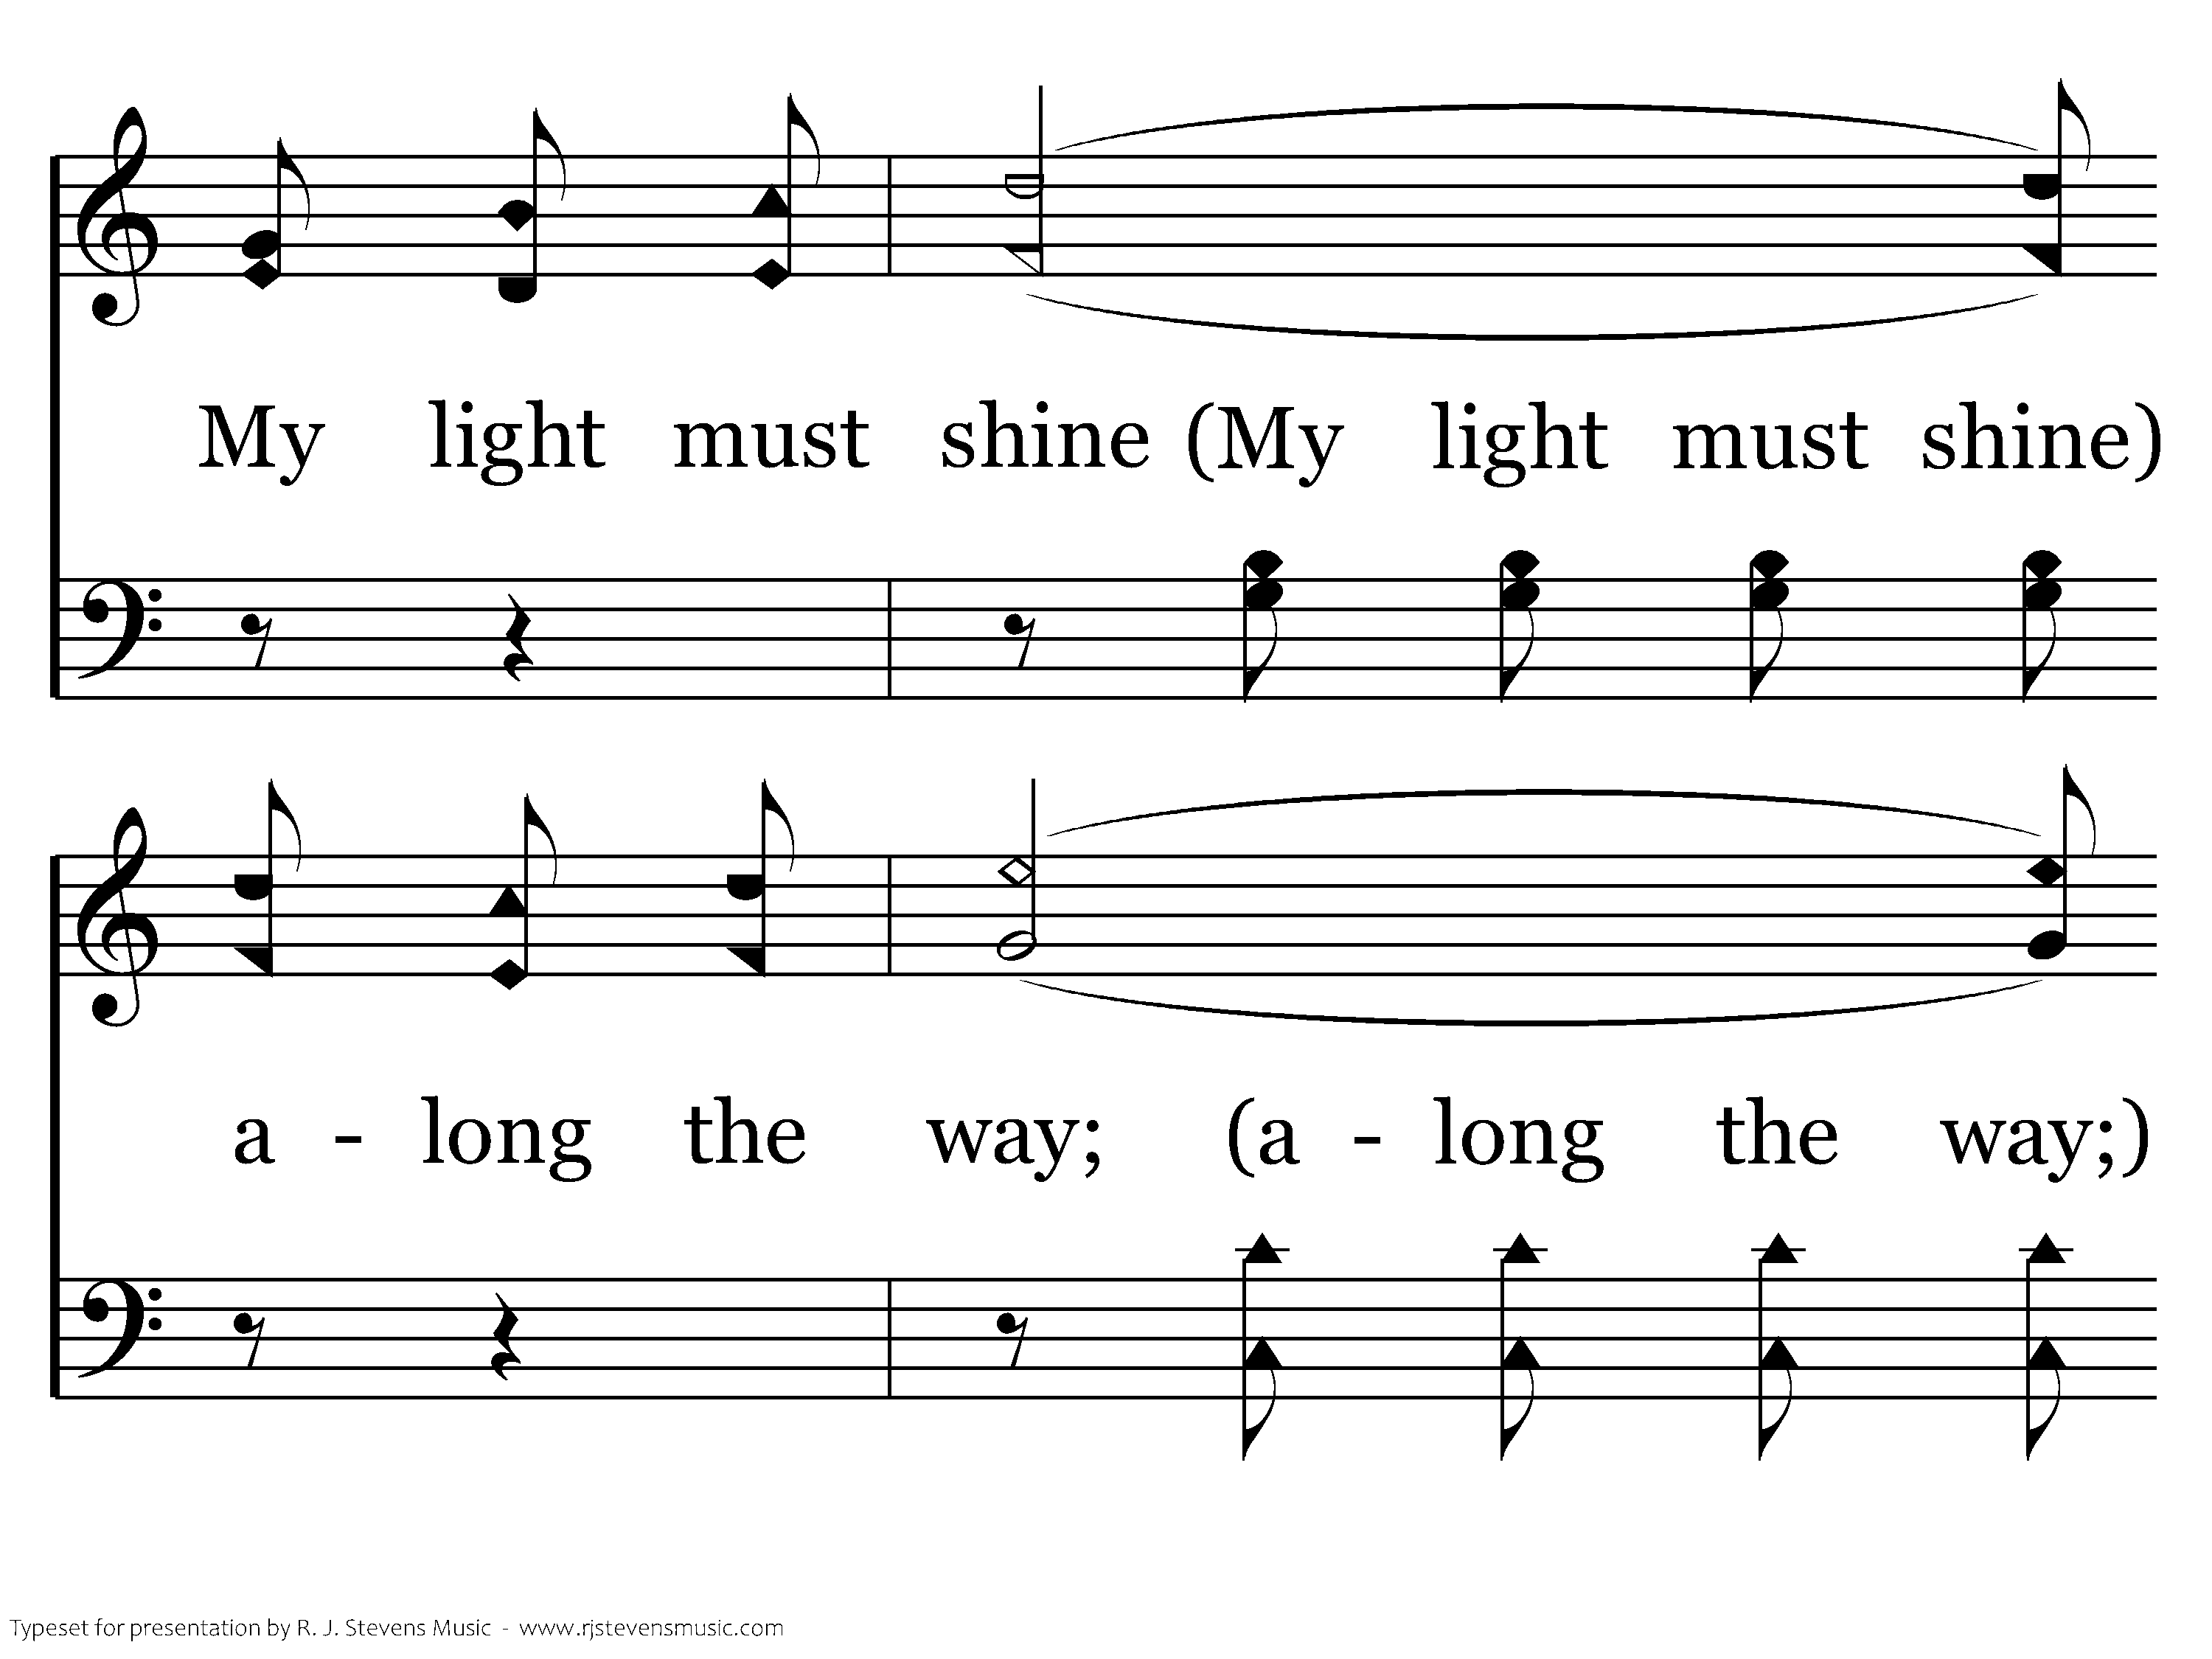 My light must shine (My light must shine)
a - long the way; (a - long the way;)
Typeset for presentation by R. J. Stevens Music - www.rjstevensmusic.com